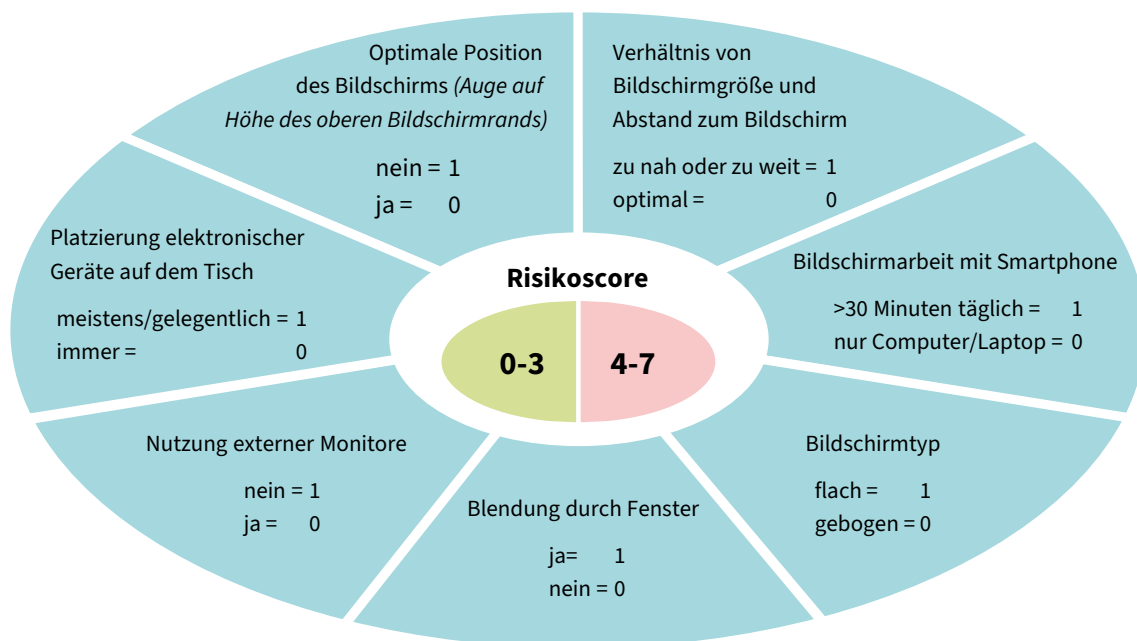 Optimale Position
des Bildschirms (Auge auf
Höhe des oberen Bildschirmrands)
nein = 1
ja = 0
Verhältnis von
Bildschirmgröße und
Abstand zum Bildschirm
zu nah oder zu weit = 1
optimal = 0
Platzierung elektronischer
Geräte auf dem Tisch
meistens/gelegentlich = 1
immer = 0
Risikoscore
0-3
4-7
Bildschirmarbeit mit Smartphone
>30 Minuten täglich = 1
nur Computer/Laptop = 0
Nutzung externer Monitore
nein = 1
ja = 0
Blendung durch Fenster
ja= 1
nein = 0
Bildschirmtyp
flach = 1
gebogen = 0